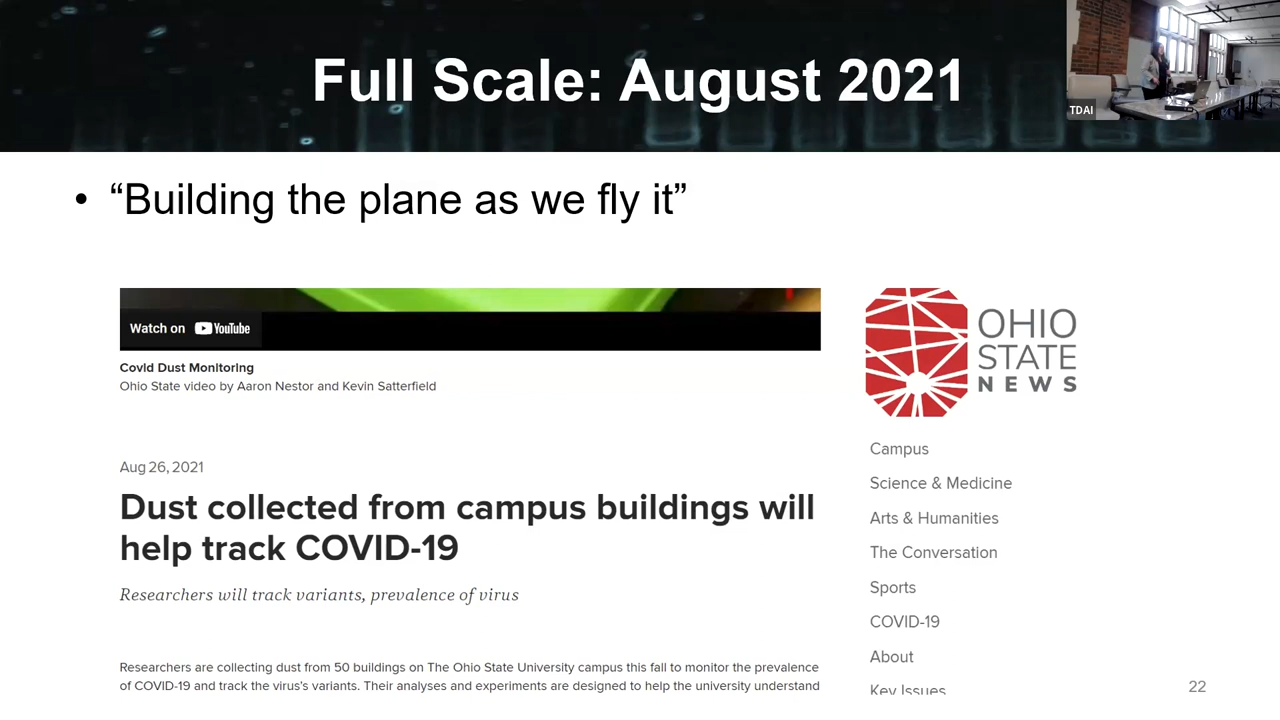 Full Scale: August 2021
TDAI
• “Building the plane as we fly it”
Watch on YouTube
Covid Dust Monitoring
Ohio State video by Aaron Nestor and Kevin Satterfield
Aug 26, 2021
Dust collected from campus buildings will
help track COVID-19
Researchers will track variants, prevalence of virus
Researchers are collecting dust from 50 buildings on The Ohio State University campus this fall to monitor the prevalence
of COVID-19 and track the virus’s variants. Their analyses and experiments are designed to help the university understand
OHIO
STATE
NEWS
Campus
Science & Medicine
Arts & Humanities
The Conversation
Sports
COVID-19
About
Key Issues
22